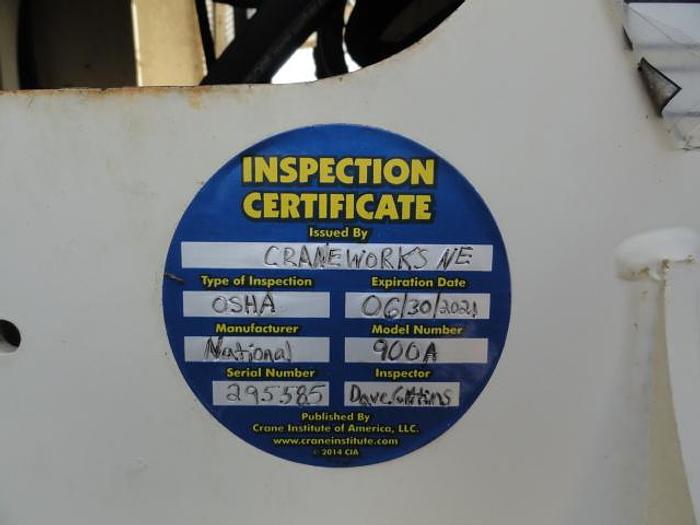 INSPECTION
CERTIFICATE
Issued By
CRANEWORKS NE
Type of Inspection Expiration Date
OSHA 06/30/2021
Manufacturer Model Number
National 900A
Serial Number Inspector
295585 Dave
Published By
Crane Institute of America, LLC.
www.craneinstitute.com
© 2014 CIA